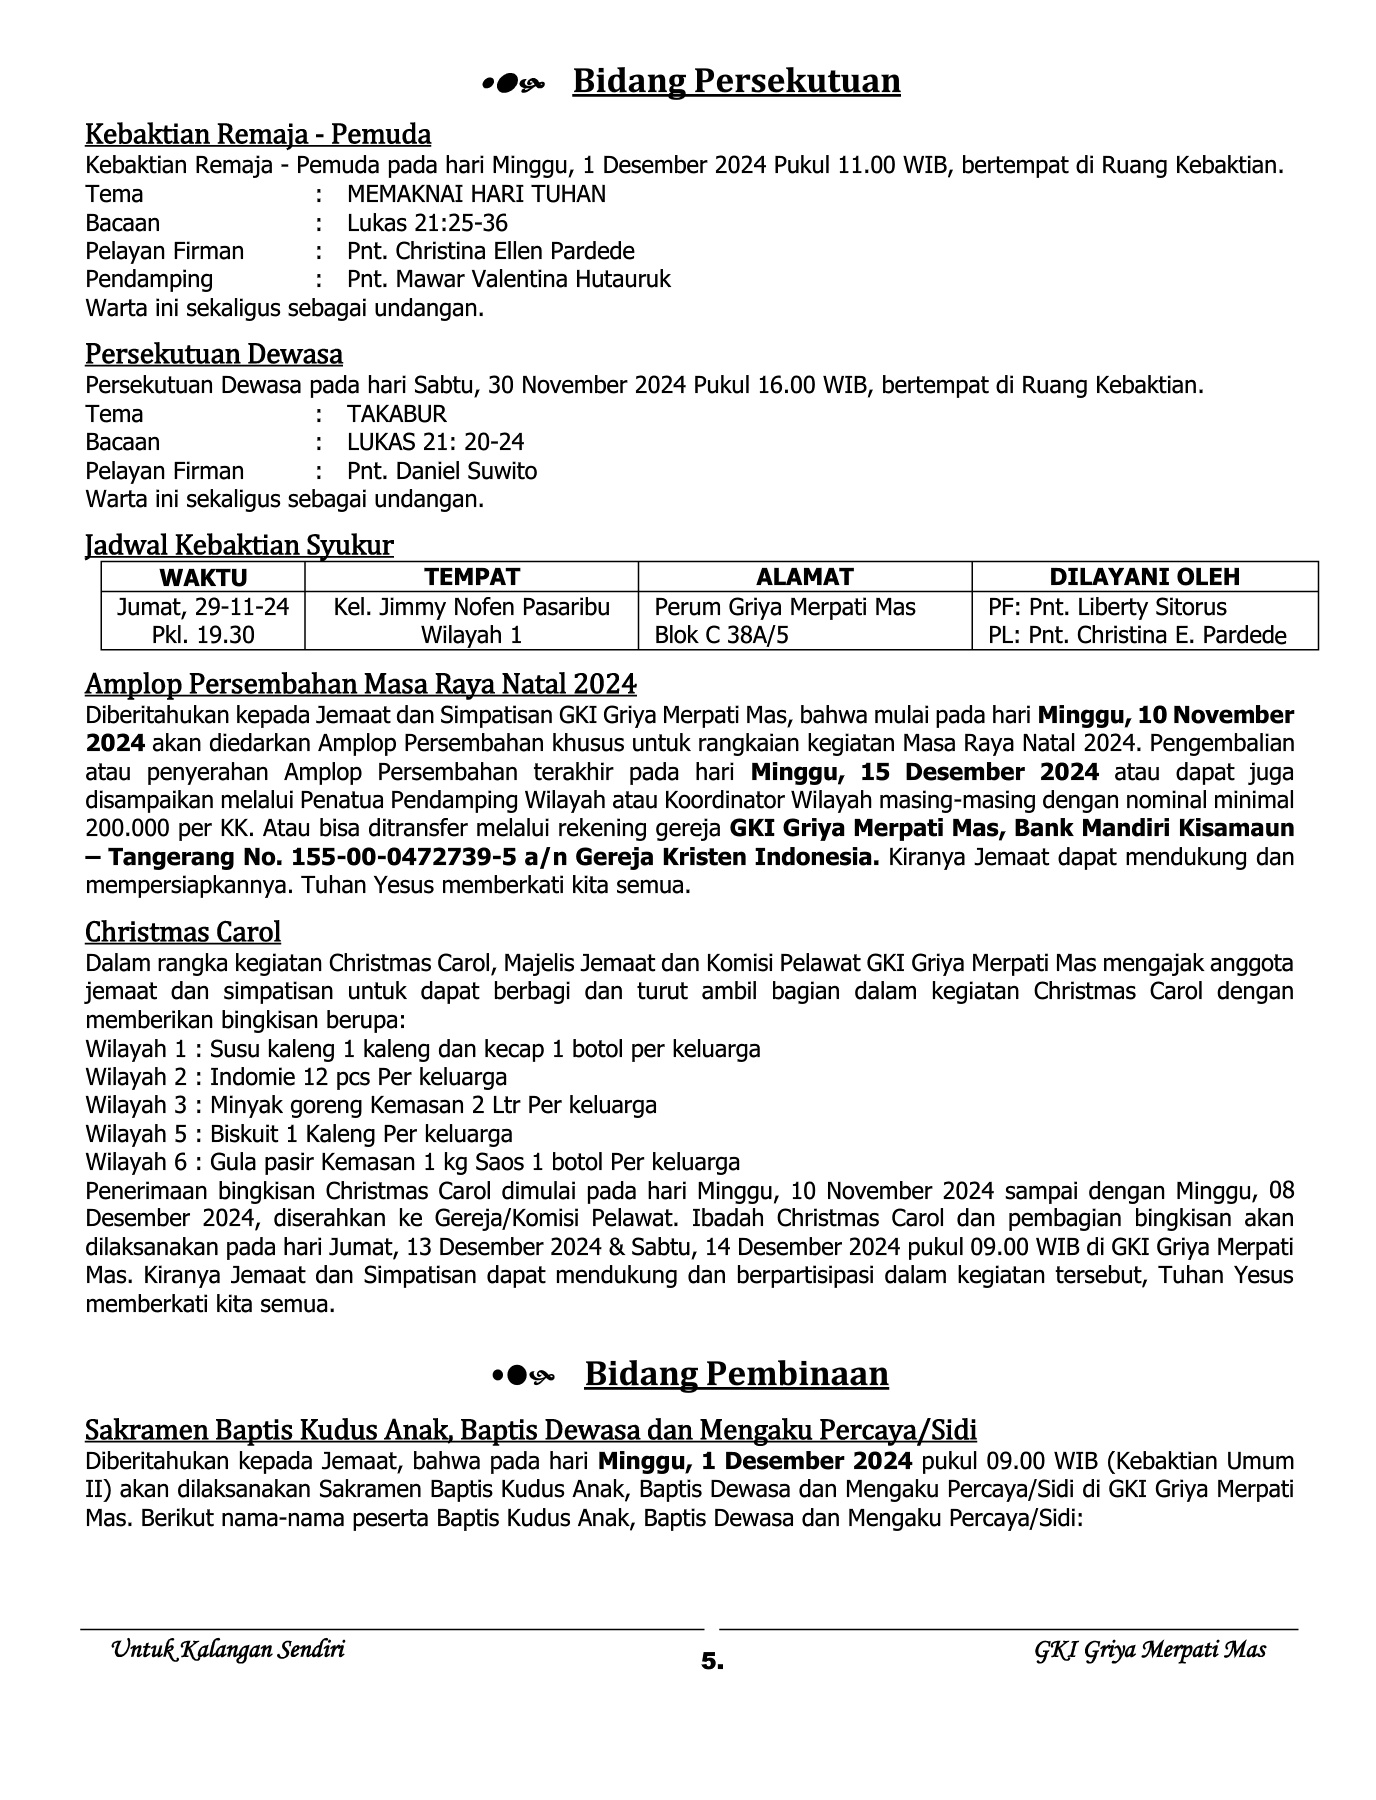 Bidang Persekutuan
Kebaktian Remaja - Pemuda
Kebaktian Remaja - Pemuda pada hari Minggu, 1 Desember 2024 Pukul 11.00 WIB, bertempat di Ruang Kebaktian.
Tema : MEMAKNAI HARI TUHAN
Bacaan : Lukas 21:25-36
Pelayan Firman : Pnt. Christina Ellen Pardede
Pendamping : Pnt. Mawar Valentina Hutauruk
Warta ini sekaligus sebagai undangan.
Persekutuan Dewasa
Persekutuan Dewasa pada hari Sabtu, 30 November 2024 Pukul 16.00 WIB, bertempat di Ruang Kebaktian.
Tema : TAKABUR
Bacaan : LUKAS 21: 20-24
Pelayan Firman : Pnt. Daniel Suwito
Warta ini sekaligus sebagai undangan.
Jadwal Kebaktian Syukur
WAKTU TEMPAT ALAMAT DILAYANI OLEH
Jumat, 29-11-24 Kel. Jimmy Nofen Pasaribu Perum Griya Merpati Mas PF: Pnt. Liberty Sitorus
Pkl. 19.30 Wilayah 1 Blok C 38A/5 PL: Pnt. Christina E. Pardede
Amplop Persembahan Masa Raya Natal 2024
Diberitahukan kepada Jemaat dan Simpatisan GKI Griya Merpati Mas, bahwa mulai pada hari Minggu, 10 November
2024 akan diedarkan Amplop Persembahan khusus untuk rangkaian kegiatan Masa Raya Natal 2024. Pengembalian
atau penyerahan Amplop Persembahan terakhir pada hari Minggu, 15 Desember 2024 atau dapat juga
disampaikan melalui Penatua Pendamping Wilayah atau Koordinator Wilayah masing-masing dengan nominal minimal
200.000 per KK. Atau bisa ditransfer melalui rekening gereja GKI Griya Merpati Mas, Bank Mandiri Kisamaun
– Tangerang No. 155-00-0472739-5 a/n Gereja Kristen Indonesia. Kiranya Jemaat dapat mendukung dan
mempersiapkannya. Tuhan Yesus memberkati kita semua.
Christmas Carol
Dalam rangka kegiatan Christmas Carol, Majelis Jemaat dan Komisi Pelawat GKI Griya Merpati Mas mengajak anggota
jemaat dan simpatisan untuk dapat berbagi dan turut ambil bagian dalam kegiatan Christmas Carol dengan
memberikan bingkisan berupa:
Wilayah 1 : Susu kaleng 1 kaleng dan kecap 1 botol per keluarga
Wilayah 2 : Indomie 12 pcs Per keluarga
Wilayah 3 : Minyak goreng Kemasan 2 Ltr Per keluarga
Wilayah 5 : Biskuit 1 Kaleng Per keluarga
Wilayah 6 : Gula pasir Kemasan 1 kg Saos 1 botol Per keluarga
Penerimaan bingkisan Christmas Carol dimulai pada hari Minggu, 10 November 2024 sampai dengan Minggu, 08
Desember 2024, diserahkan ke Gereja/Komisi Pelawat. Ibadah Christmas Carol dan pembagian bingkisan akan
dilaksanakan pada hari Jumat, 13 Desember 2024 & Sabtu, 14 Desember 2024 pukul 09.00 WIB di GKI Griya Merpati
Mas. Kiranya Jemaat dan Simpatisan dapat mendukung dan berpartisipasi dalam kegiatan tersebut, Tuhan Yesus
memberkati kita semua.
Bidang Pembinaan
Sakramen Baptis Kudus Anak, Baptis Dewasa dan Mengaku Percaya/Sidi
Diberitahukan kepada Jemaat, bahwa pada hari Minggu, 1 Desember 2024 pukul 09.00 WIB (Kebaktian Umum
II) akan dilaksanakan Sakramen Baptis Kudus Anak, Baptis Dewasa dan Mengaku Percaya/Sidi di GKI Griya Merpati
Mas. Berikut nama-nama peserta Baptis Kudus Anak, Baptis Dewasa dan Mengaku Percaya/Sidi:
Untuk Kalangan Sendiri 5. GKI Griya Merpati Mas